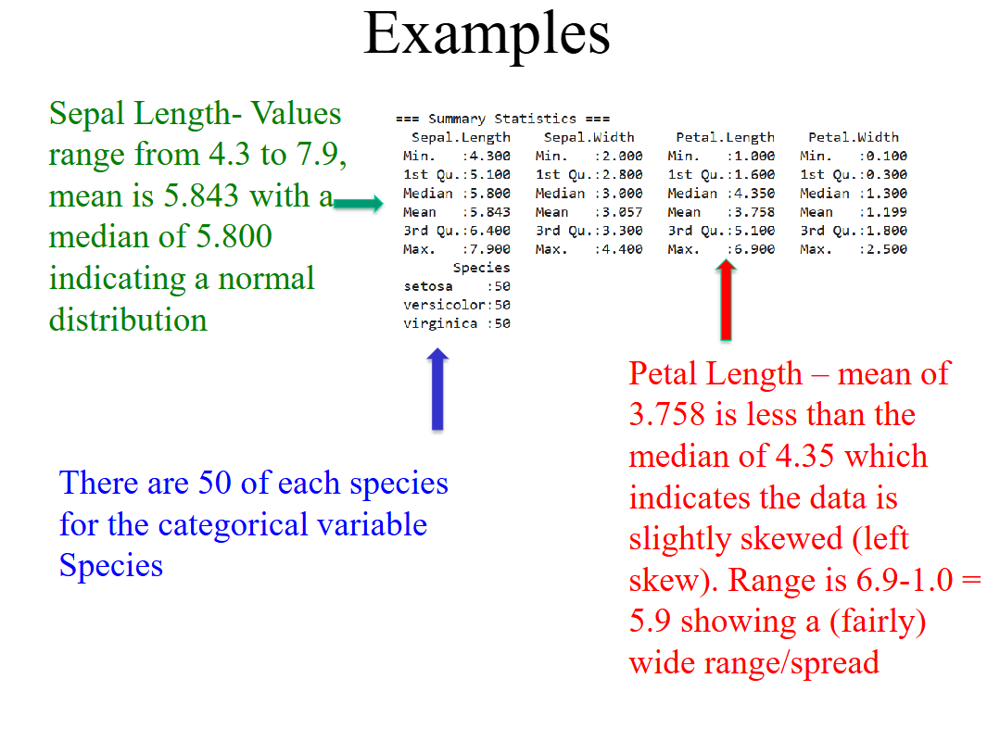 Examples
Sepal Length- Values
range from 4.3 to 7.9,
mean is 5.843 with a
median of 5.800
indicating a normal
distribution
=== Summary Statistics ===
Sepal.Length Sepal.Width Petal.Length Petal.Width
Min. :4.300 Min. :2.000 Min. :1.000 Min. :0.100
1st Qu.:5.100 1st Qu.:2.800 1st Qu.:1.600 1st Qu.:0.300
Median :5.800 Median :3.000 Median :4.350 Median :1.300
Mean :5.843 Mean :3.057 Mean :3.758 Mean :1.199
3rd Qu.:6.400 3rd Qu.:3.300 3rd Qu.:5.100 3rd Qu.:1.800
Max. :7.900 Max. :4.400 Max. :6.900 Max. :2.500
Species
setosa :50
versicolor:50
virginica :50
There are 50 of each species
for the categorical variable
Species
Petal Length – mean of
3.758 is less than the
median of 4.35 which
indicates the data is
slightly skewed (left
skew). Range is 6.9-1.0 =
5.9 showing a (fairly)
wide range/spread